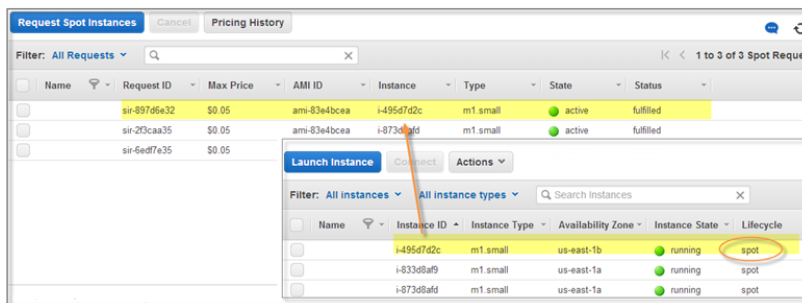 Request Spot Instances Cancel Pricing History
Filter: All Requests 1 to 3 of 3 Spot Reque
Name Request ID Max Price AMI ID Instance Type State Status
sir-897d6e32 $0.05 ami-83e4bcea i-495d7d2c m1.small active fulfilled
sir-2f3caa35 $0.05 ami-83e4bcea i-873d8afd m1.small active fulfilled
sir-6edf7e35 $0.05
Launch Instance Connect Actions
Filter: All instances All instance types Search Instances
Name Instance ID Instance Type Availability Zone Instance State Lifecycle
i-495d7d2c m1.small us-east-1b running spot
i-833d8af9 m1.small us-east-1a running spot
i-873d8afd m1.small us-east-1a running spot